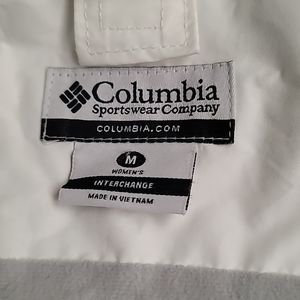 Columbia
Sportswear Company
COLUMBIA.COM
M
WOMEN'S
INTERCHANGE
MADE IN VIETNAM